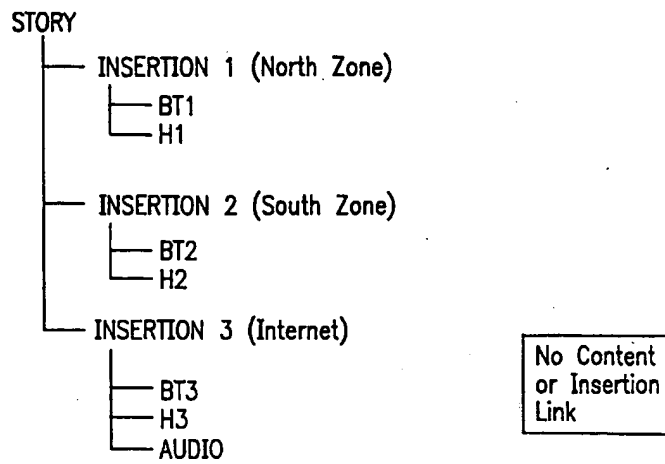 STORY
INSERTION 1 (North Zone)
BT1
H1
INSERTION 2 (South Zone)
BT2
H2
INSERTION 3 (Internet)
BT3
H3
AUDIO
No Content
or Insertion
Link